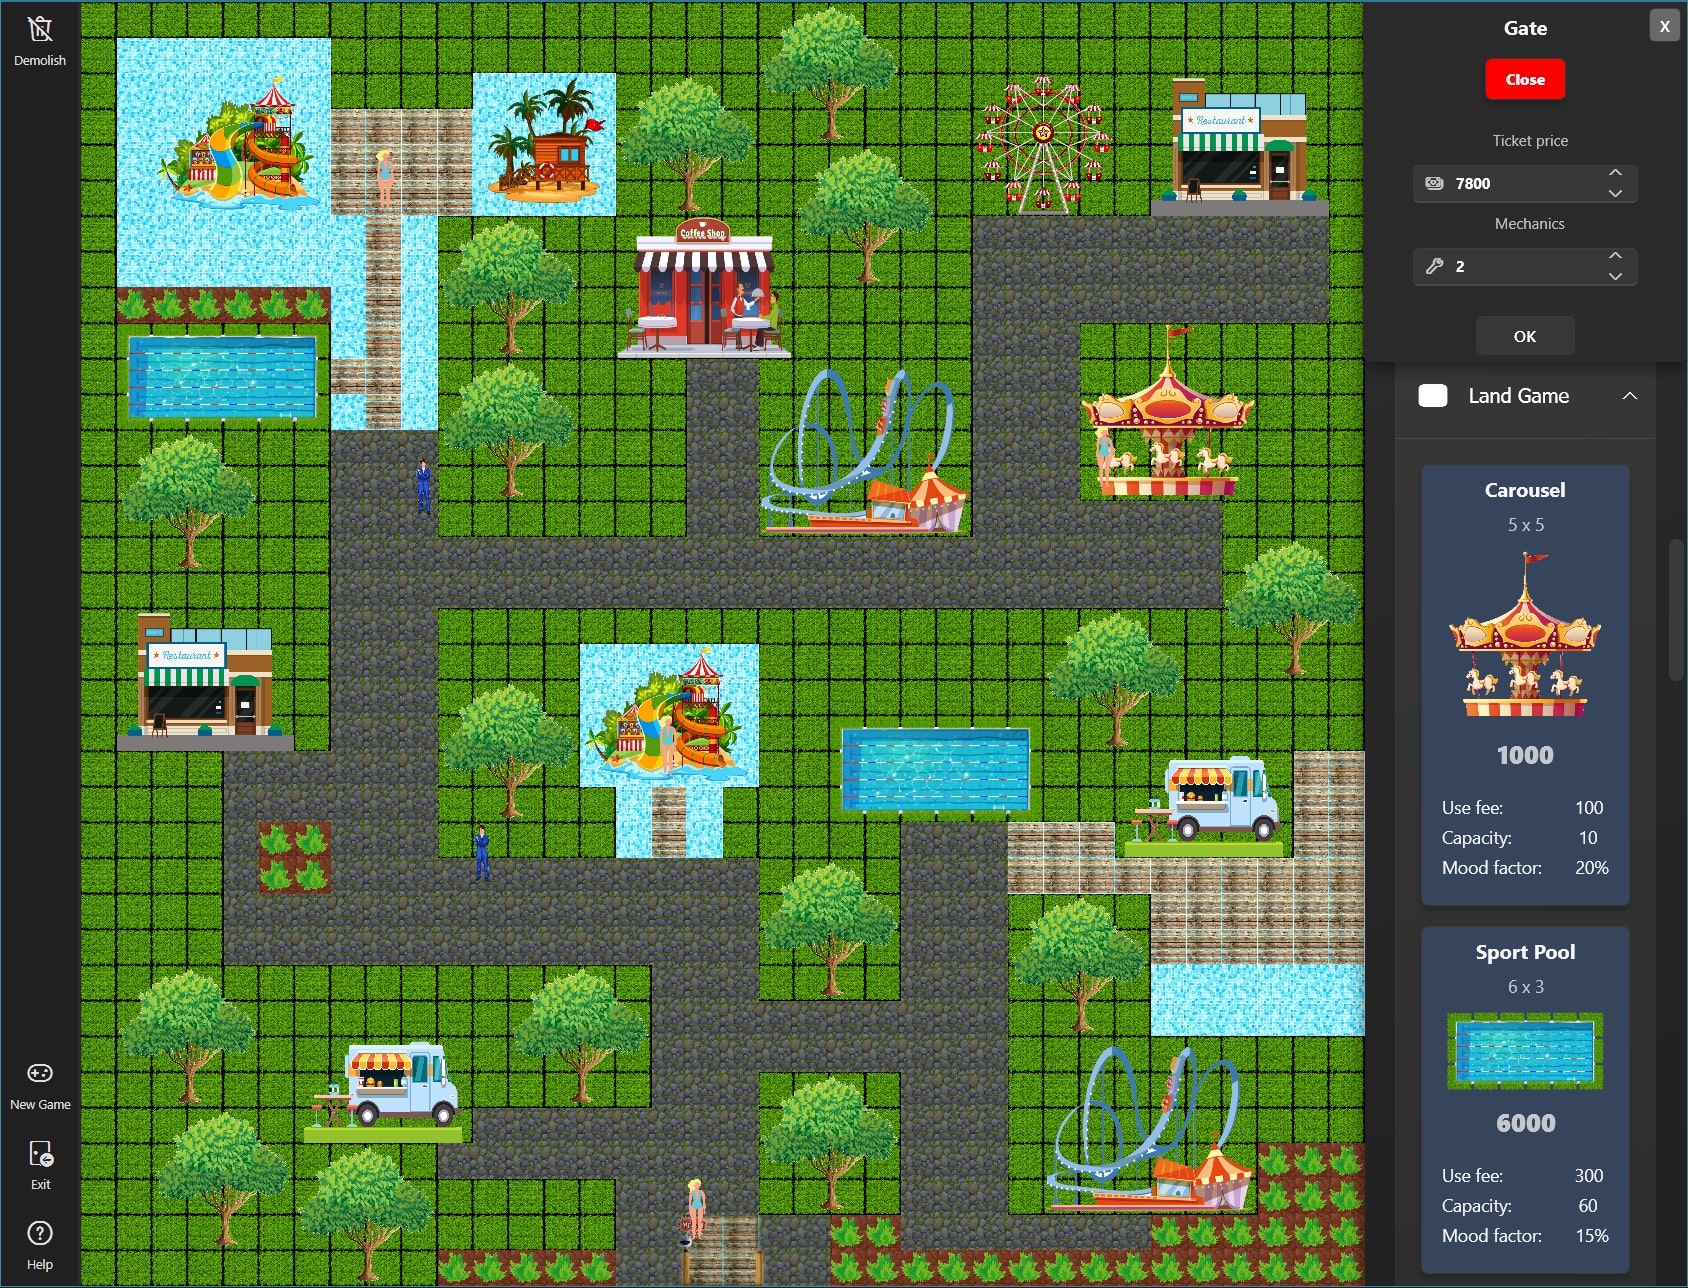 Demolish
New Game
Exit
Help
Restaurant
Coffee Shop
Restaurant
Gate
X
Close
Ticket price
7800
Mechanics
2
OK
Land Game
Carousel
5 x 5
1000
Use fee: 100
Capacity: 10
Mood factor: 20%
Sport Pool
6 x 3
6000
Use fee: 300
Capacity: 60
Mood factor: 15%